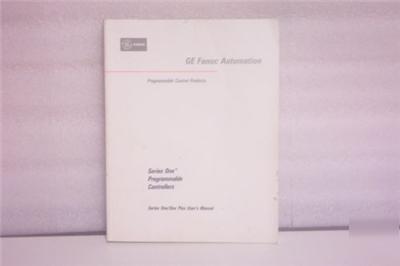 GE Fanuc Automation
Programmable Control Products
Series One™
Programmable
Controllers
Series One/One Plus User's Manual